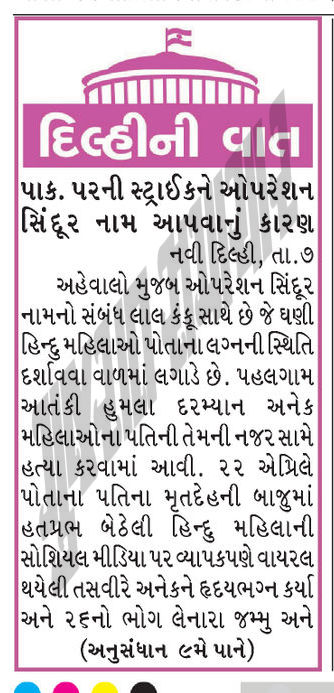 દિલ્હીની વાત
પાક. પરની સ્ટ્રાઈકને ઓપરેશન
સિંદૂર નામ આપવાનું કારણ
નવી દિલ્હી, તા.૭
અહેવાલો મુજબ ઓપરેશન સિંદૂર
નામનો સંબંધ લાલ કંકૂ સાથે છે જે ઘણી
હિન્દુ મહિલાઓ પોતાના લગ્નની સ્થિતિ
દર્શાવવા વાળમાં લગાડે છે. પહલગામ
આતંકી હુમલા દરમ્યાન અનેક
મહિલાઓના પતિની તેમની નજર સામે
હત્યા કરવામાં આવી. ૨૨ એપ્રિલે
પોતાના પતિના મૃતદેહની બાજુમાં
હતપ્રભ બેઠેલી હિન્દુ મહિલાની
સોશિયલ મીડિયા પર વ્યાપકપણે વાયરલ
થયેલી તસવીરે અનેકને હૃદયભગ્ન કર્યા
અને ૨૬નો ભોગ લેનારા જમ્મુ અને
(અનુસંધાન ૯મે પાને)